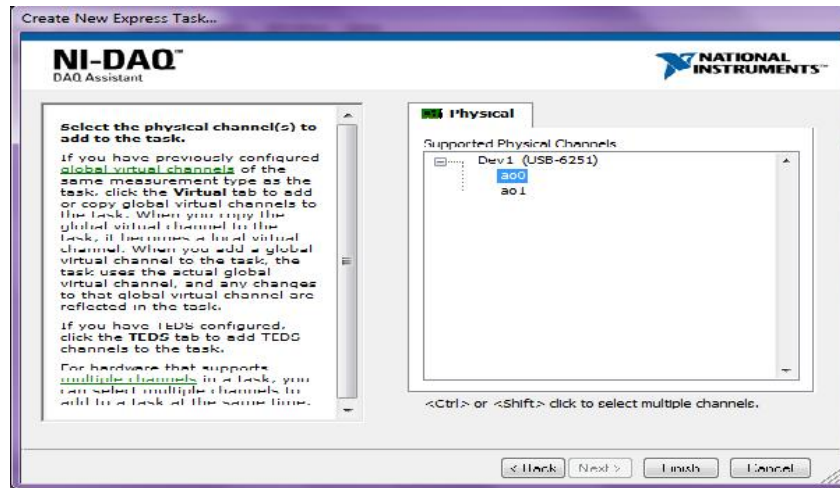 Create New Express Task...
NI-DAQ™
DAQ Assistant
NATIONAL
INSTRUMENTS™
Select the physical channel(s) to
add to the task.
If you have previously configured
global virtual channels of the
same measurement type as the
task, click the Virtual tab to add
or copy global virtual channels to
the task. When you copy the
global virtual channel to the
task, it becomes a local virtual
channel. When you add a global
virtual channel to the task, the
task uses the actual global
virtual channel, and any changes
to that global virtual channel are
reflected in the task.
If you have TEDS configured,
click the TEDS tab to add TEDS
channels to the task.
For hardware that supports
multiple channels in a task, you
can select multiple channels to
add to a task at the same time.
Physical
Supported Physical Channels
Dev1 (USB-6251)
ao0
ao1
<Ctrl> or <Shift> click to select multiple channels.
< Back
Next >
Finish
Cancel